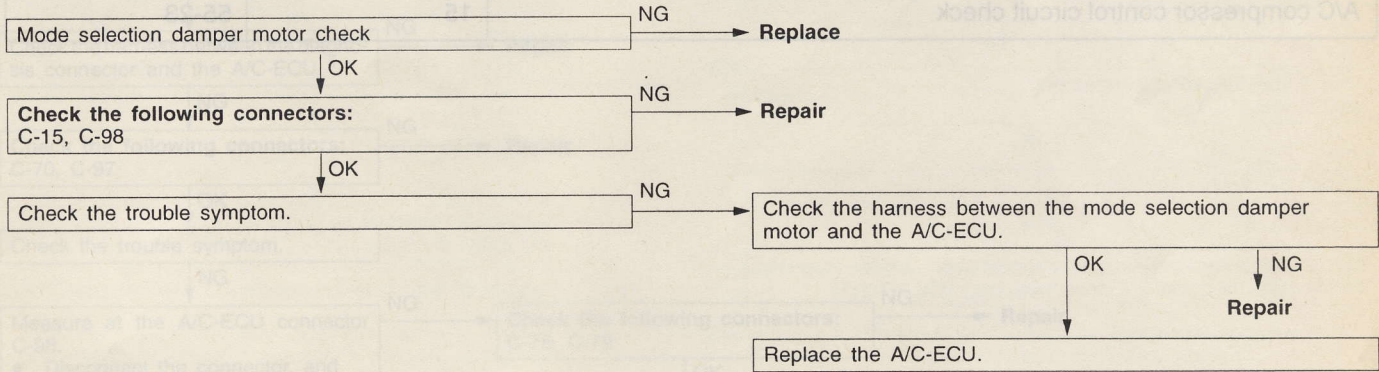 Mode selection damper motor check
NG
Replace
OK
Check the following connectors:
C-15, C-98
NG
Repair
OK
Check the trouble symptom.
NG
Check the harness between the mode selection damper
motor and the A/C-ECU.
OK
NG
Repair
Replace the A/C-ECU.